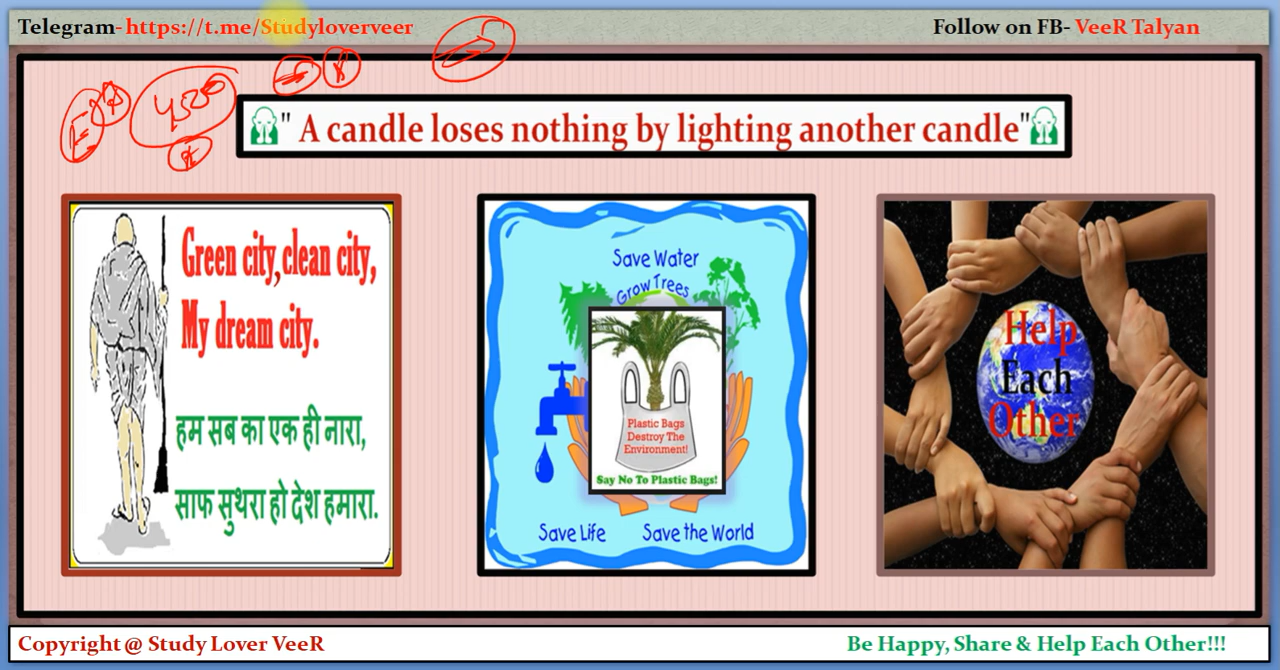 Telegram- https://t.me/Studyloverveer
Follow on FB- VeeR Talyan
" A candle loses nothing by lighting another candle"
Green city,clean city,
My dream city.
हम सब का एक ही नारा,
साफ सुथरा हो देश हमारा.
Save Water
Grow Trees
Plastic Bags
Destroy The
Environment!
Say No To Plastic Bags!
Save Life
Save the World
Help
Each
Other
Copyright @ Study Lover VeeR
Be Happy, Share & Help Each Other!!!